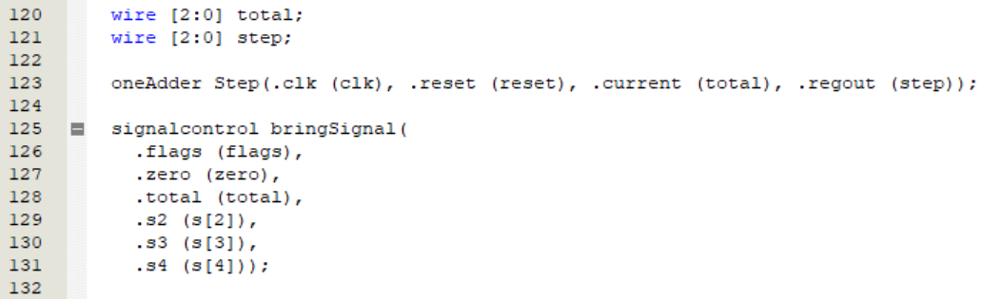 120 wire [2:0] total;
121 wire [2:0] step;
122
123 oneAdder Step(.clk (clk), .reset (reset), .current (total), .regout (step));
124
125 signalcontrol bringSignal(
126 .flags (flags),
127 .zero (zero),
128 .total (total),
129 .s2 (s[2]),
130 .s3 (s[3]),
131 .s4 (s[4]));
132